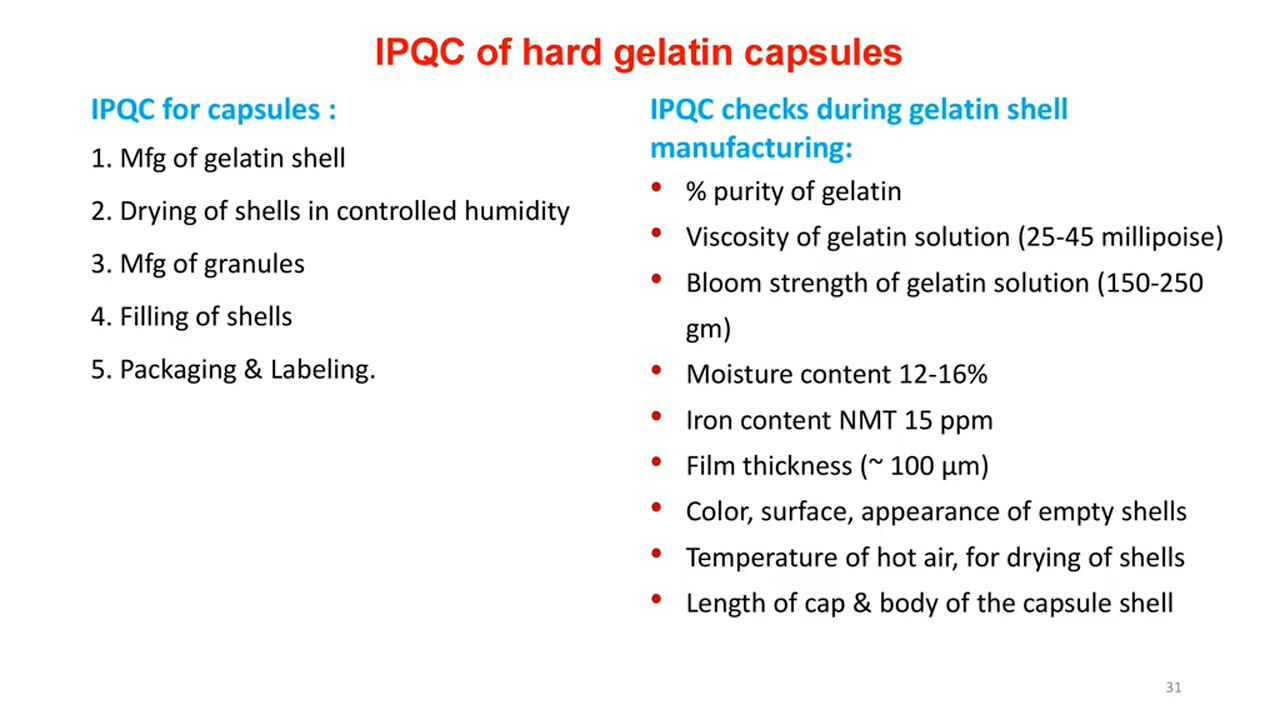 IPQC of hard gelatin capsules
IPQC for capsules :
1. Mfg of gelatin shell
2. Drying of shells in controlled humidity
3. Mfg of granules
4. Filling of shells
5. Packaging & Labeling.
IPQC checks during gelatin shell
manufacturing:
• % purity of gelatin
• Viscosity of gelatin solution (25-45 millipoise)
• Bloom strength of gelatin solution (150-250
gm)
• Moisture content 12-16%
• Iron content NMT 15 ppm
• Film thickness (~ 100 µm)
• Color, surface, appearance of empty shells
• Temperature of hot air, for drying of shells
• Length of cap & body of the capsule shell
31